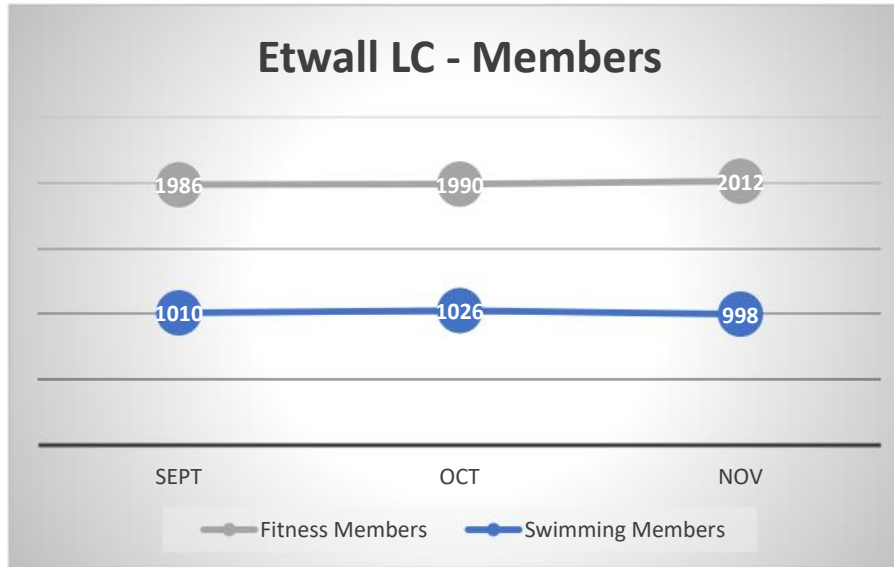 Etwall LC - Members
1986 1990 2012
1010 1026 998
SEPT OCT NOV
Fitness Members Swimming Members